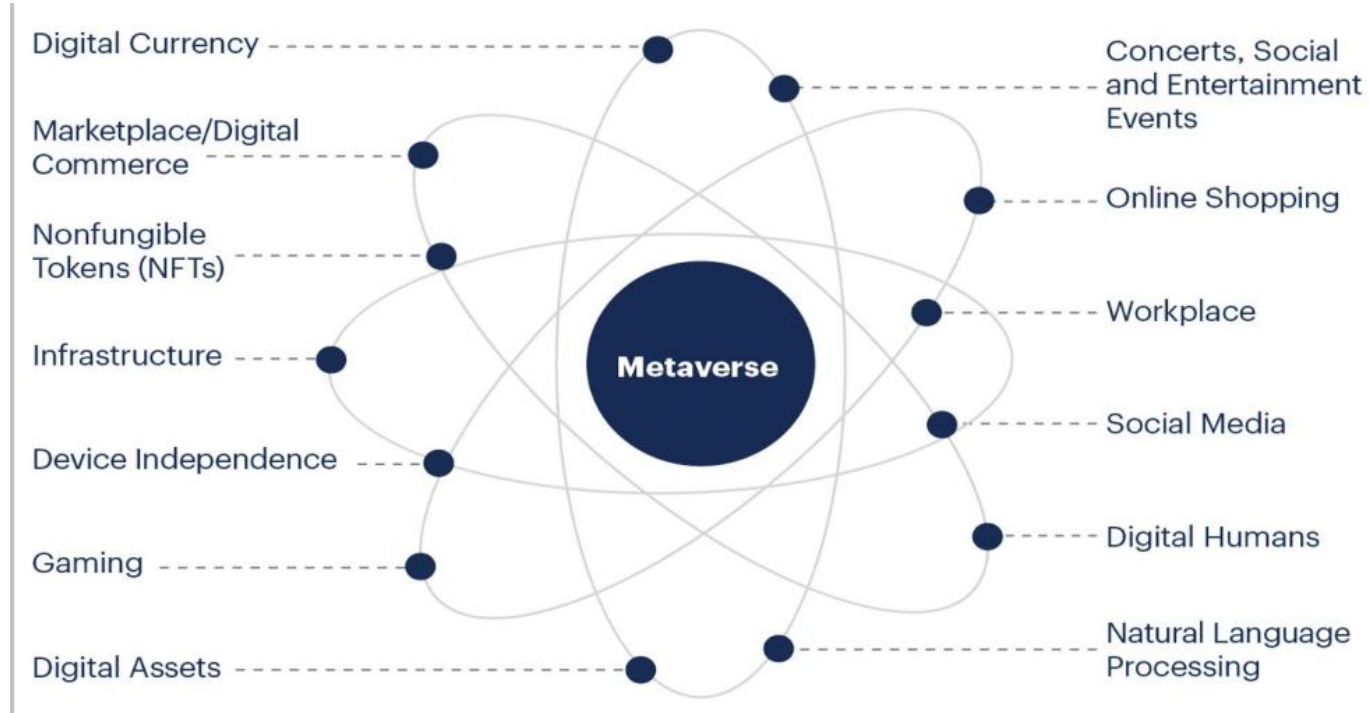 Digital Currency
Marketplace/Digital
Commerce
Nonfungible
Tokens (NFTs)
Infrastructure
Device Independence
Gaming
Digital Assets
Metaverse
Concerts, Social
and Entertainment
Events
Online Shopping
Workplace
Social Media
Digital Humans
Natural Language
Processing